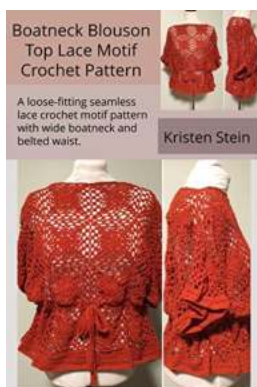 Boatneck Blouson
Top Lace Motif
Crochet Pattern
A loose-fitting seamless
lace crochet motif pattern
with wide boatneck and
belted waist.
Kristen Stein